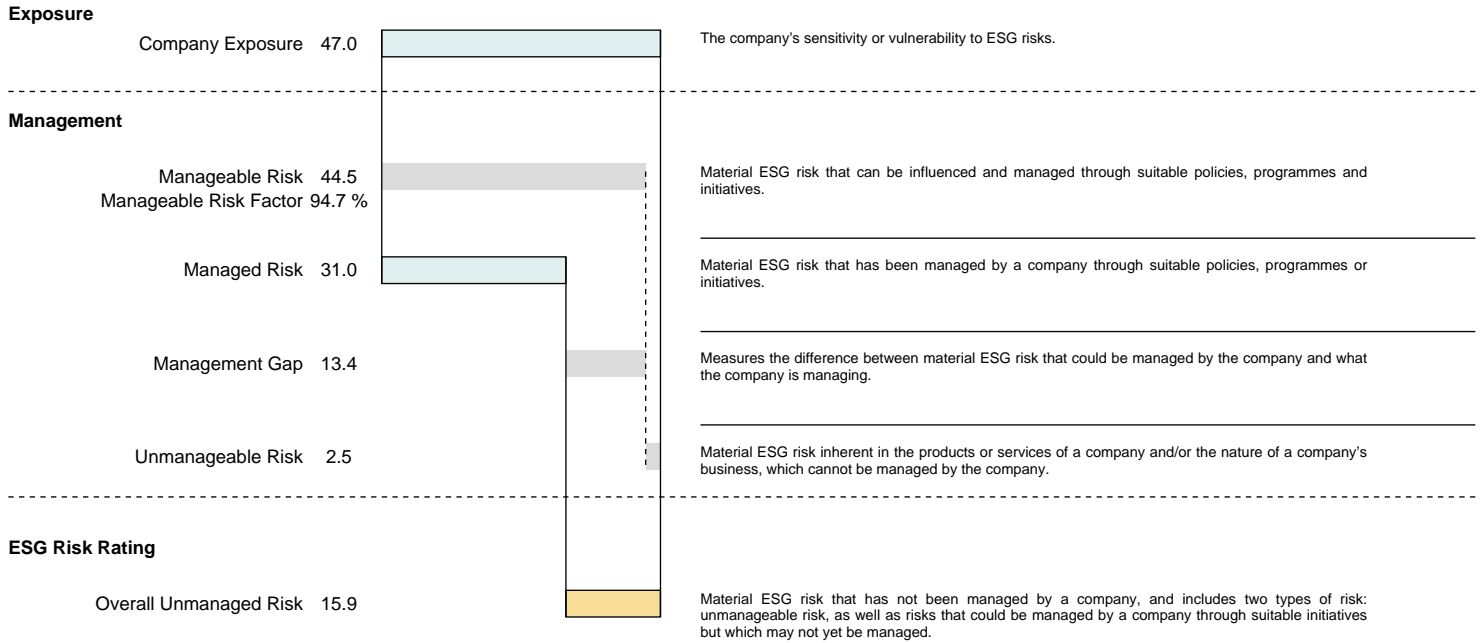 Exposure
Company Exposure 47.0
The company’s sensitivity or vulnerability to ESG risks.
Management
Manageable Risk 44.5
Manageable Risk Factor 94.7 %
Material ESG risk that can be influenced and managed through suitable policies, programmes and
initiatives.
Managed Risk 31.0
Material ESG risk that has been managed by a company through suitable policies, programmes or
initiatives.
Management Gap 13.4
Measures the difference between material ESG risk that could be managed by the company and what
the company is managing.
Unmanageable Risk 2.5
Material ESG risk inherent in the products or services of a company and/or the nature of a company’s
business, which cannot be managed by the company.
ESG Risk Rating
Overall Unmanaged Risk 15.9
Material ESG risk that has not been managed by a company, and includes two types of risk:
unmanageable risk, as well as risks that could be managed by a company through suitable initiatives
but which may not yet be managed.